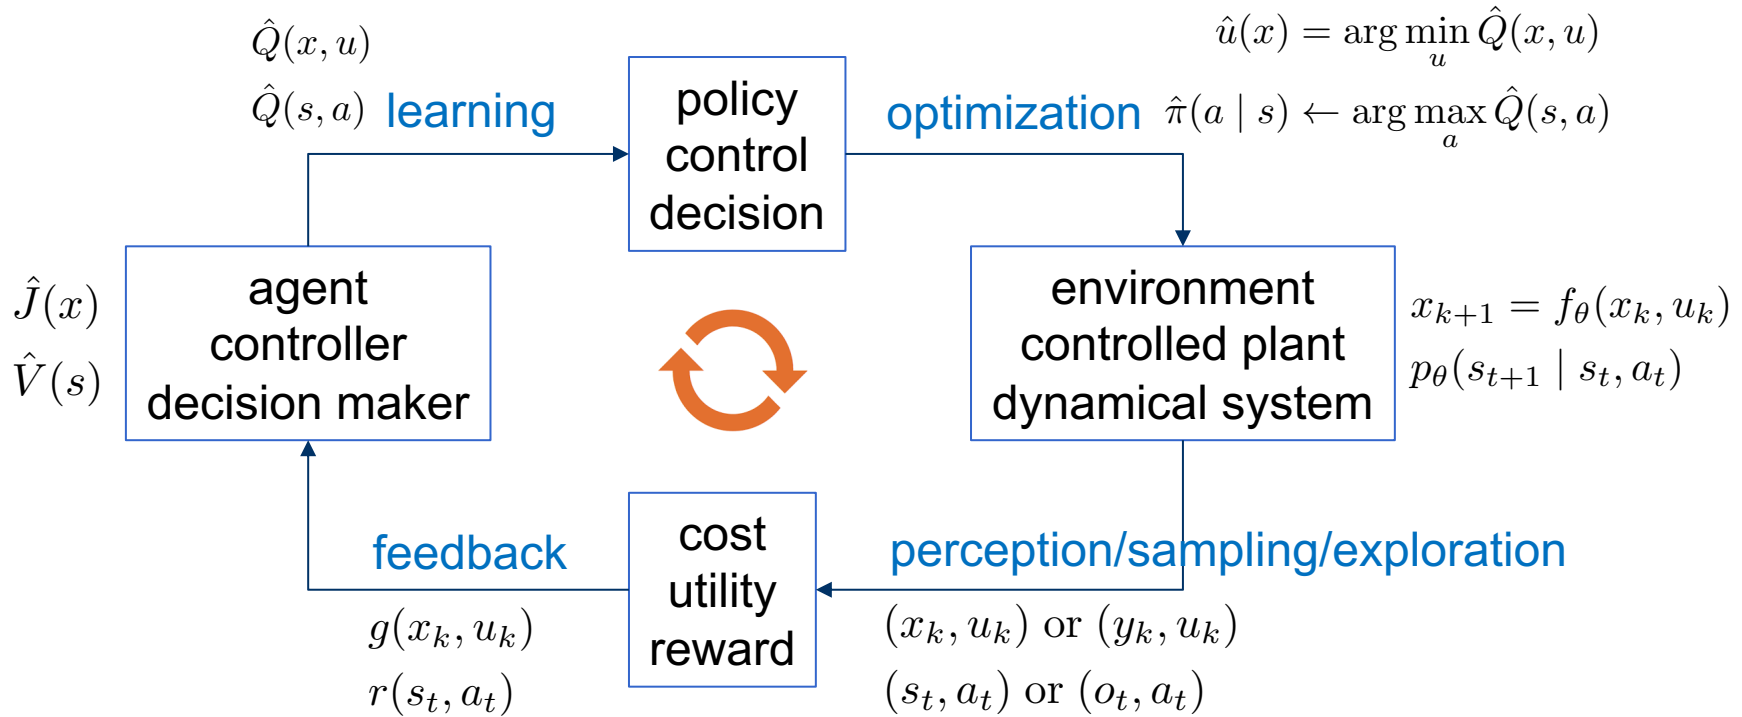 Q̂(x, u)
Q̂(s, a)
learning
policy
control
decision
optimization
û(x) = arg min_u Q̂(x, u)
π̂(a | s) ← arg max_a Q̂(s, a)
agent
controller
decision maker
Ĵ(x)
V̂(s)
environment
controlled plant
dynamical system
x_{k+1} = f_θ(x_k, u_k)
p_θ(s_{t+1} | s_t, a_t)
feedback
g(x_k, u_k)
r(s_t, a_t)
cost
utility
reward
perception/sampling/exploration
(x_k, u_k) or (y_k, u_k)
(s_t, a_t) or (o_t, a_t)